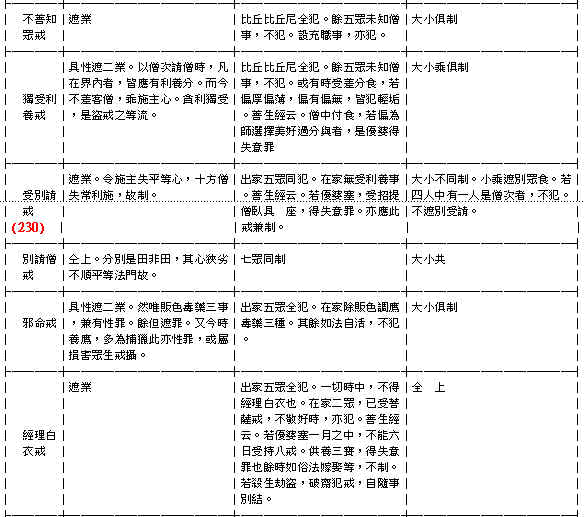 不善知
眾戒
遮業
比丘比丘尼全犯。餘五眾未知僧
事，不犯。設充職事，亦犯。
大小俱制
獨受利
養戒
具性遮二業。以僧次請僧時，凡
在界內者，皆應有利養分。而今
不差客僧，乖施主心。貪利獨受
，是盜戒之等流。
比丘比丘尼全犯。餘五眾未知僧
事，不犯。或有時受差分食，若
偏厚偏薄，偏有偏無，皆犯輕垢
。善生經云。僧中付食，若偏為
師選擇美好過分與者，是優婆得
失意罪
大小乘俱制
受別請
戒
(230)
遮業。令施主失平等心，十方僧
失常利施，故制。
出家五眾同犯。在家無受利養事
。善生經云。若優婆塞，受招提
僧臥具　座，得失意罪。亦應此
戒兼制。
大小不同制。小乘遮別眾食。若
四人中有一人是僧次者，不犯。
不遮別受請。
別請僧
戒
仝上。分別是田非田，其心狹劣
不順平等法門故。
七眾同制
大小共
邪命戒
具性遮二業。然唯販色毒藥三事
，兼有性罪。餘但遮罪。又今時
養鷹，多為捕獵此亦性罪，或屬
損害眾生戒攝。
出家五眾全犯。在家除販色調鷹
毒藥三種。其餘如法自活，不犯
。
大小俱制
經理白
衣戒
遮業
出家五眾全犯。一切時中，不得
經理白衣也。在家二眾，已受菩
薩戒，不敬好時，亦犯。善生經
云。若優婆塞一月之中，不能六
日受持八戒。供養三寶，得失意
罪也餘時如俗法嫁娶等，不制。
若殺生劫盜，破齋犯戒，自隨事
別結。
仝　上